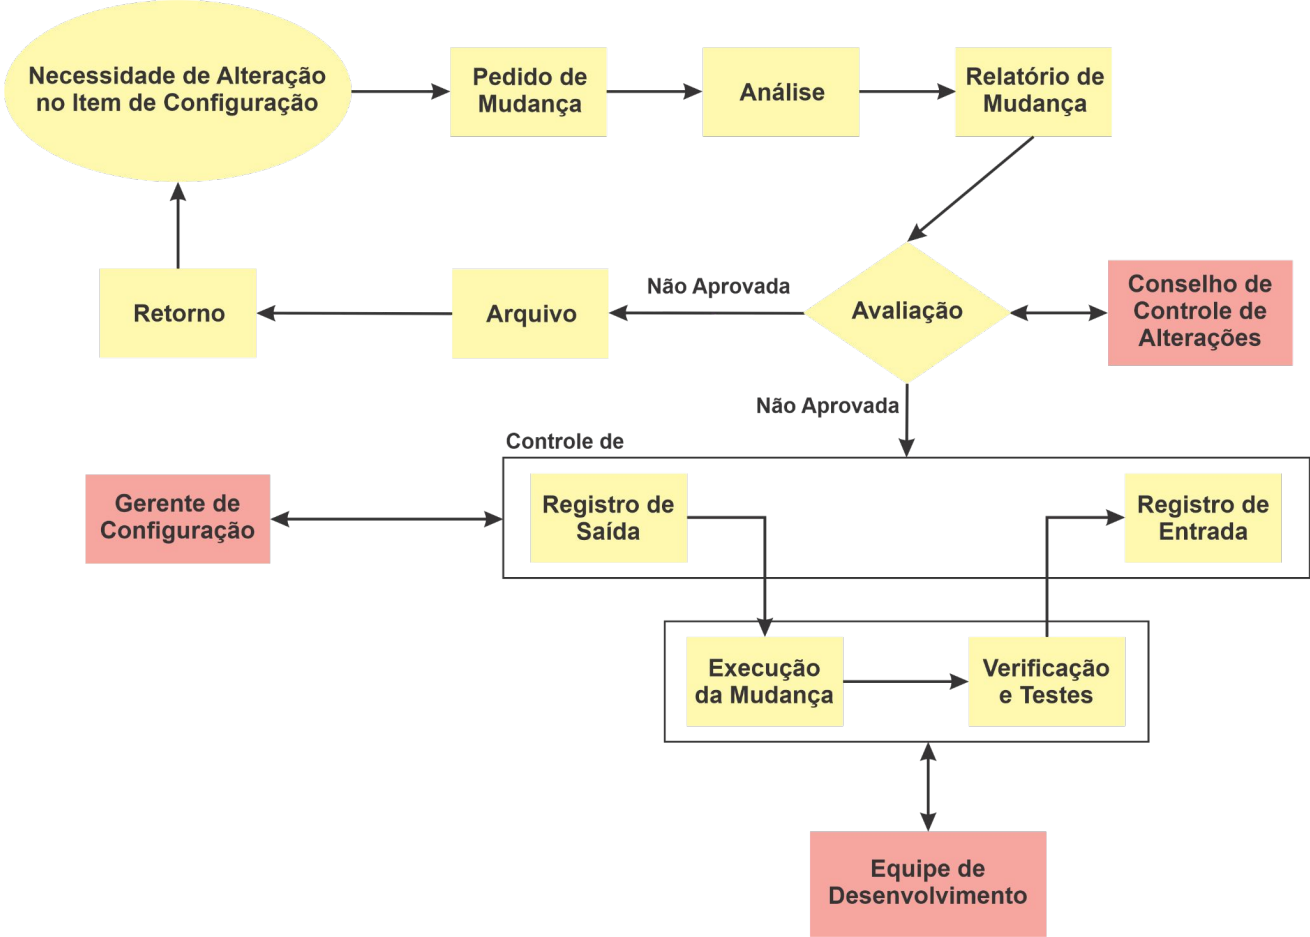 Necessidade de Alteração
no Item de Configuração
Pedido de
Mudança
Análise
Relatório de
Mudança
Retorno
Arquivo
Não Aprovada
Avaliação
Conselho de
Controle de
Alterações
Não Aprovada
Controle de
Gerente de
Configuração
Registro de
Saída
Registro de
Entrada
Execução
da Mudança
Verificação
e Testes
Equipe de
Desenvolvimento